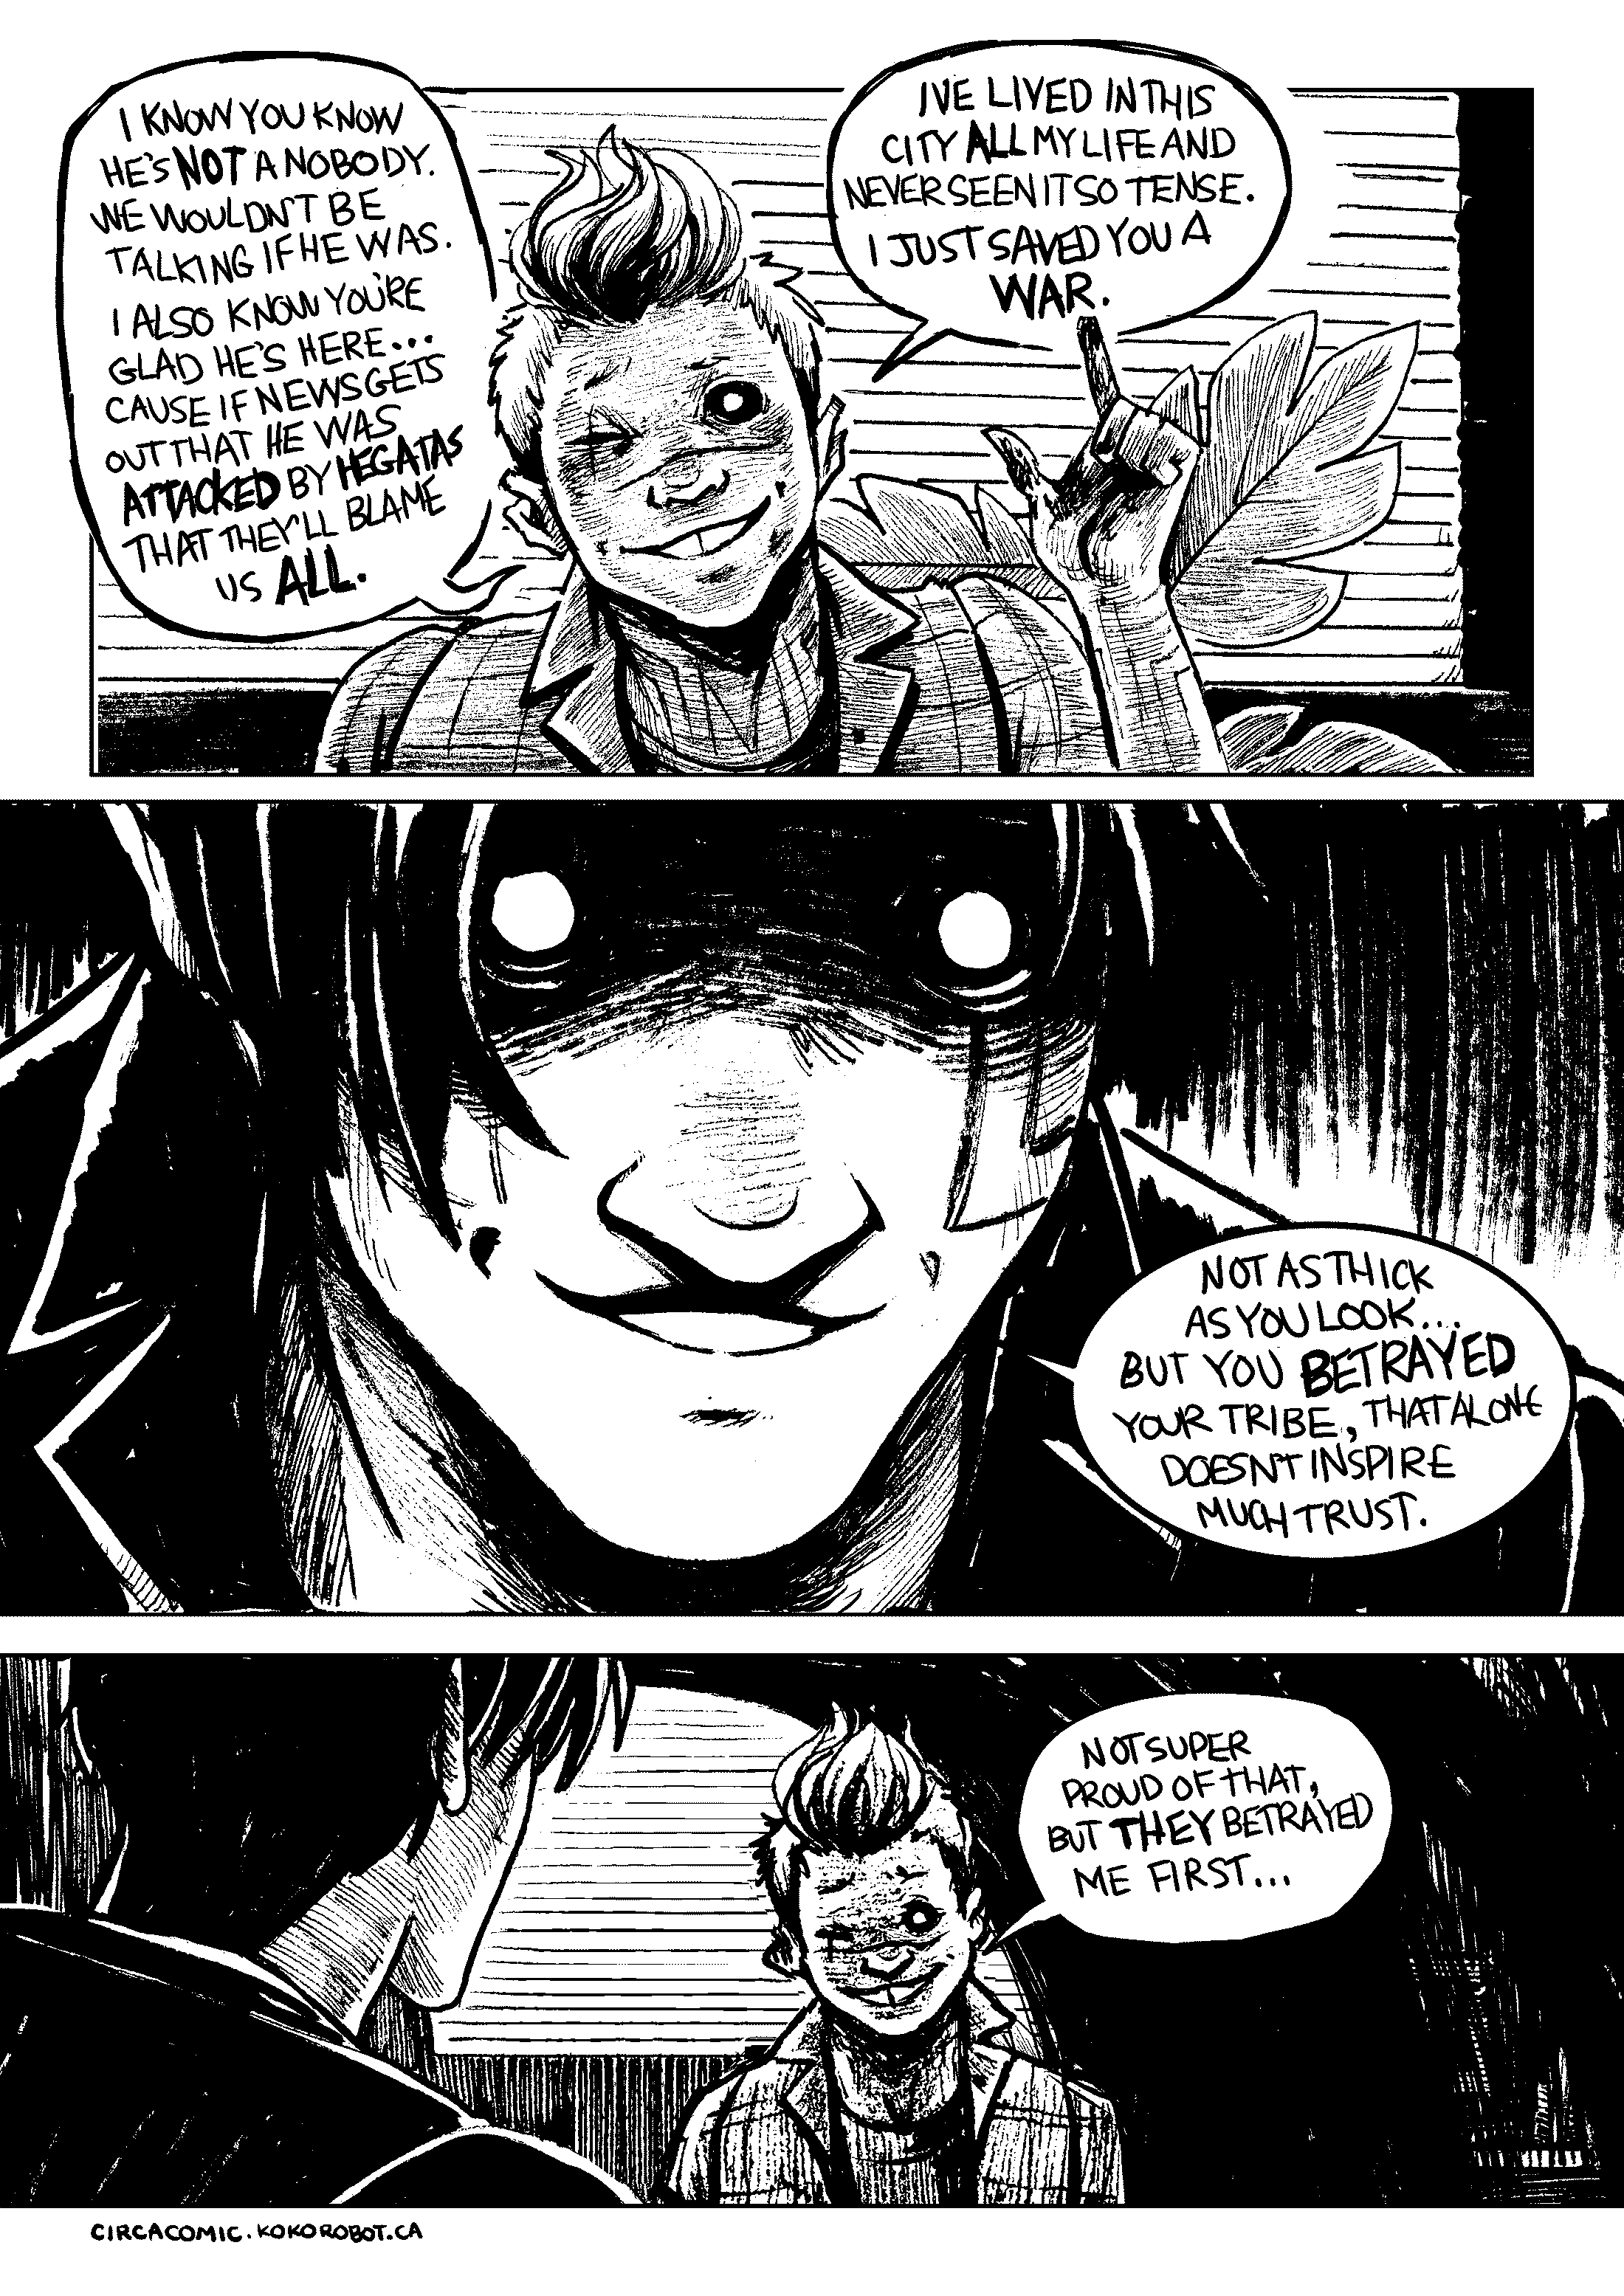 I KNOW YOU KNOW
HE'S NOT A NOBODY.
WE WOULDN'T BE
TALKING IF HE WAS.
I ALSO KNOW YOU'RE
GLAD HE'S HERE...
CAUSE IF NEWS GETS
OUT THAT HE WAS
ATTACKED BY HEGATAS
THAT THEY'LL BLAME
US ALL.
I'VE LIVED IN THIS
CITY ALL MY LIFE AND
NEVER SEEN IT SO TENSE.
I JUST SAVED YOU A
WAR.
NOT AS THICK
AS YOU LOOK...
BUT YOU BETRAYED
YOUR TRIBE, THAT ALONE
DOESN'T INSPIRE
MUCH TRUST.
NOT SUPER
PROUD OF THAT,
BUT THEY BETRAYED
ME FIRST...
CIRCACOMIC.KOKOROBOT.CA